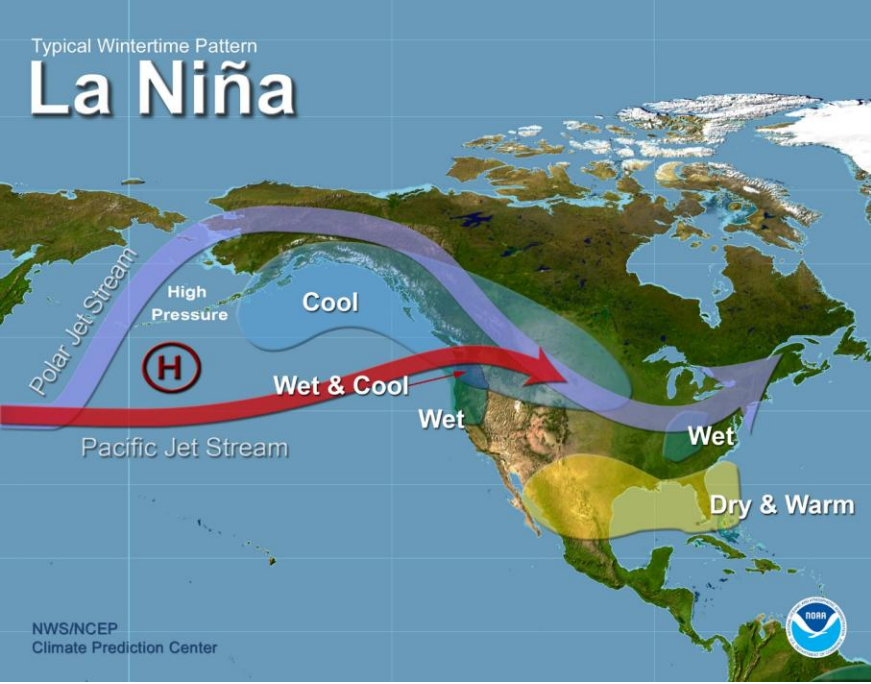 Typical Wintertime Pattern
La Niña
Polar Jet Stream
High
Pressure
H
Cool
Wet & Cool
Wet
Pacific Jet Stream
Wet
Dry & Warm
NWS/NCEP
Climate Prediction Center
NOAA